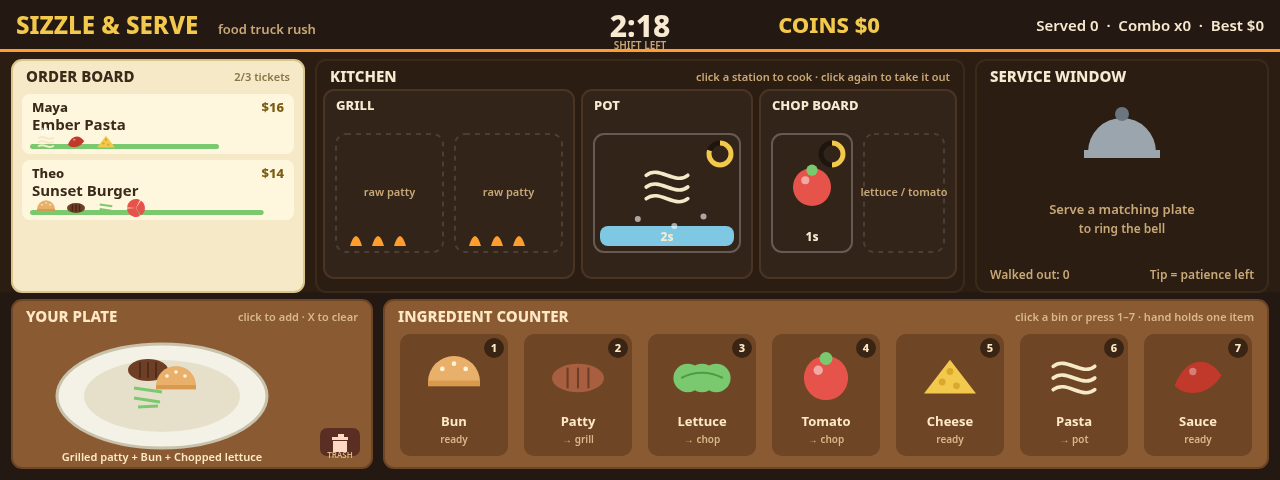 SIZZLE & SERVE food truck rush
2:18
SHIFT LEFT
COINS $0
Served 0 · Combo x0 · Best $0
ORDER BOARD 2/3 tickets
Maya $16
Ember Pasta
Theo $14
Sunset Burger
KITCHEN click a station to cook · click again to take it out
GRILL
raw patty raw patty
POT
2s
CHOP BOARD
1s
lettuce / tomato
SERVICE WINDOW
Serve a matching plate
to ring the bell
Walked out: 0 Tip = patience left
YOUR PLATE click to add · X to clear
Grilled patty + Bun + Chopped lettuce
TRASH
INGREDIENT COUNTER click a bin or press 1–7 · hand holds one item
1
Bun
ready
2
Patty
→ grill
3
Lettuce
→ chop
4
Tomato
→ chop
5
Cheese
ready
6
Pasta
→ pot
7
Sauce
ready